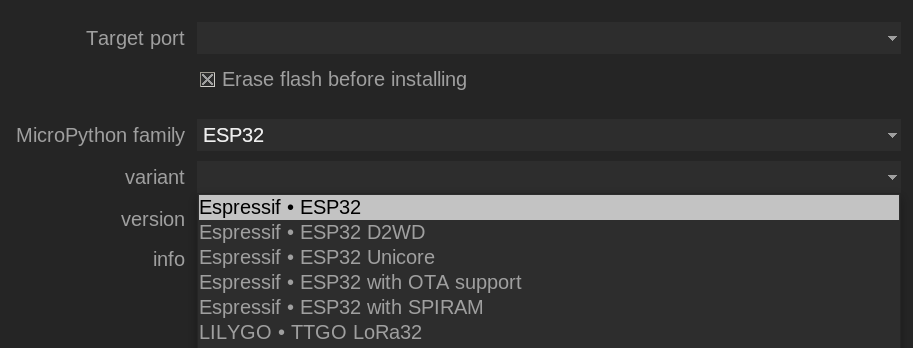 Target port
Erase flash before installing
MicroPython family ESP32
variant
version
info
Espressif • ESP32
Espressif • ESP32 D2WD
Espressif • ESP32 Unicore
Espressif • ESP32 with OTA support
Espressif • ESP32 with SPIRAM
LILYGO • TTGO LoRa32